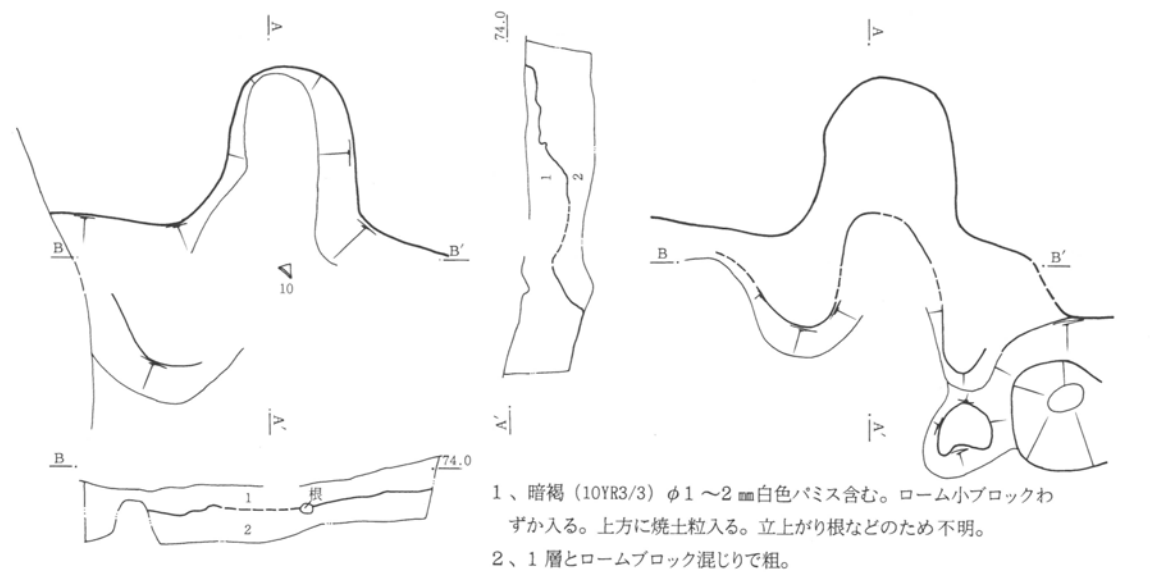 A
74.0
A
B
B′
10
1
2
B
B′
A′
A′
A′
B
74.0
1
根
2
1、暗褐（10YR3/3）φ1～2㎜白色パミス含む。ローム小ブロックわ
ずか入る。上方に焼土粒入る。立上がり根などのため不明。
2、1層とロームブロック混じりで粗。